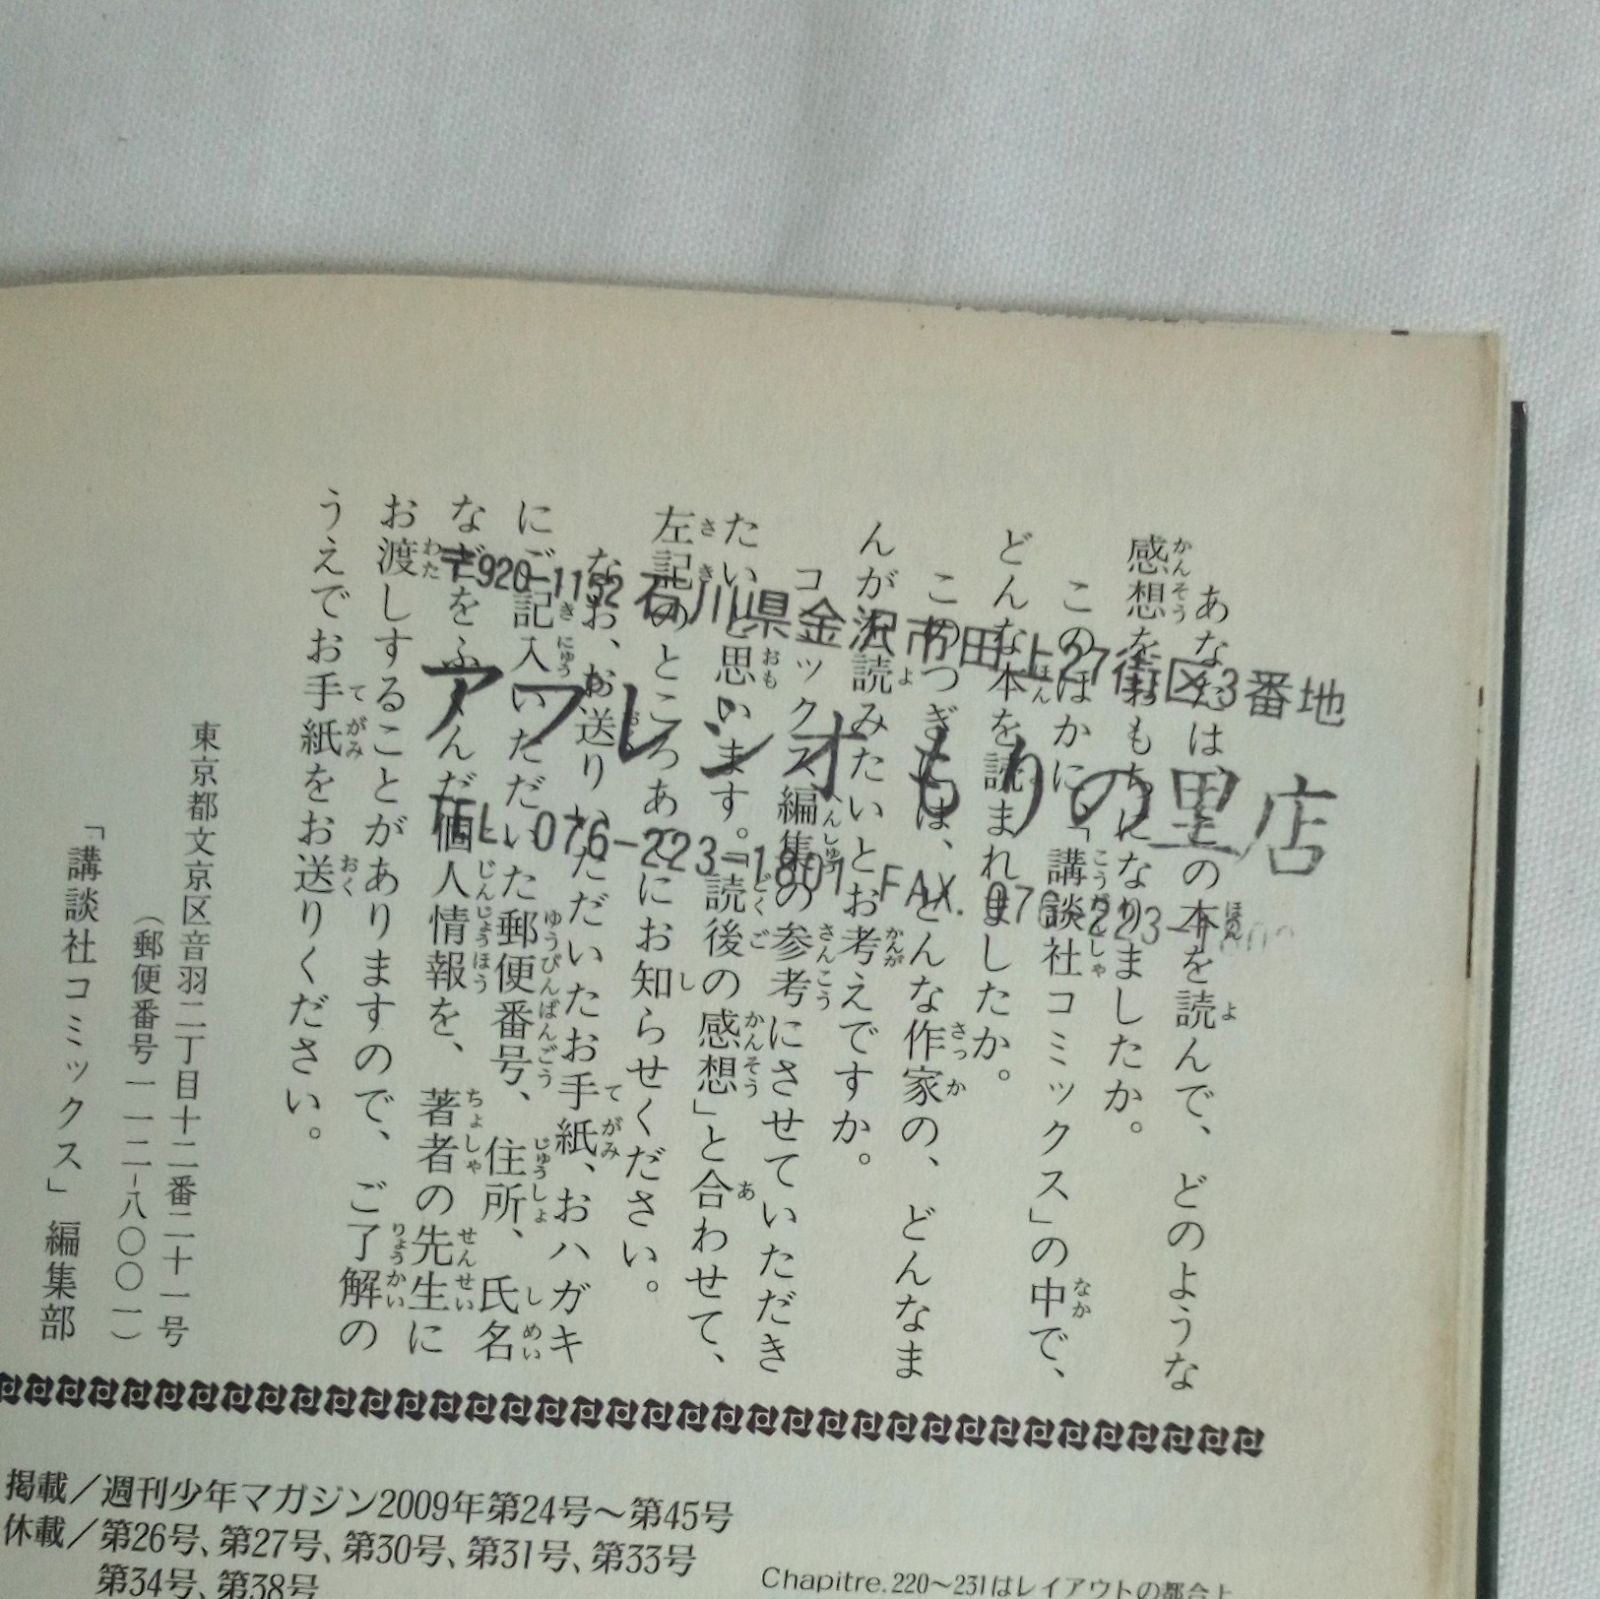 あなたは、この本を読んで、どのような
感想をおもちになりましたか。
このほかに、「講談社コミックス」の中で、
どんな本を読まれましたか。
このつぎには、どんな作家の、どんなま
んがを読みたいとお考えですか。
コミックス編集の参考にさせていただき
たいと思います。「読後の感想」と合わせて、
左記のところあてにお知らせください。
なお、お送りいただいたお手紙、おハガキ
にご記入いただいた郵便番号、住所、氏名
などをふくんだ個人情報を、著者の先生に
お渡しすることがありますので、ご了解の
うえでお手紙をお送りください。
東京都文京区音羽二丁目十二番二十一号
(郵便番号一一二-八〇〇一)
「講談社コミックス」編集部
〒920-1152 石川県金沢市田上27街区3番地
アウレシオもりの里店
TEL 076-223-1801 FAX. 076-223-1802
掲載/週刊少年マガジン2009年第24号〜第45号
休載/第26号、第27号、第30号、第31号、第33号
第34号、第38号
Chapitre.220〜231はレイアウトの都合上